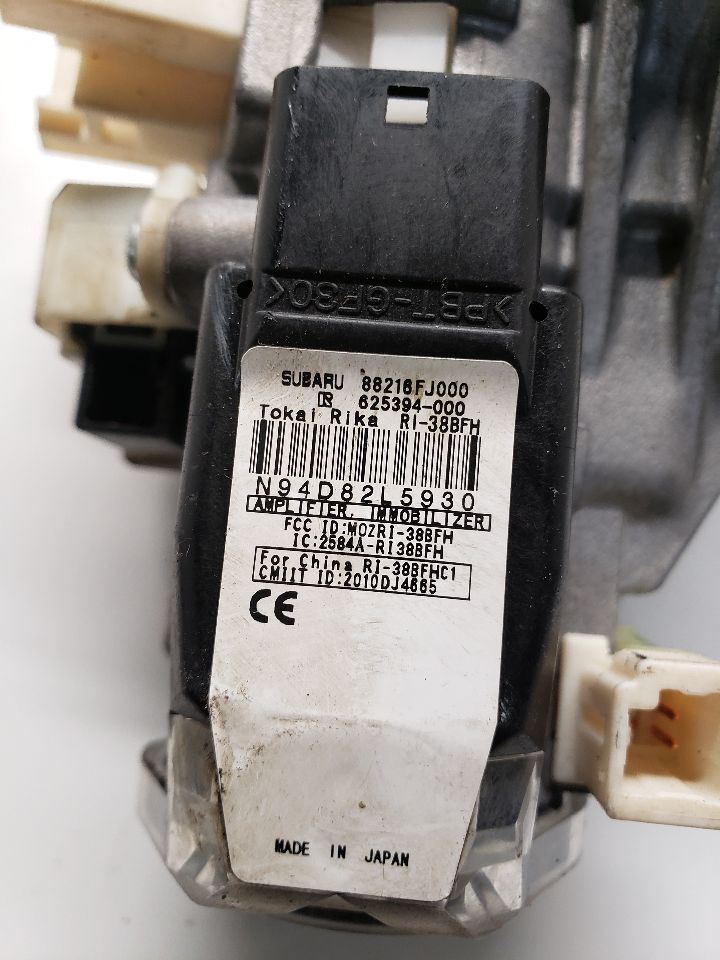 >PBT-GF30<
SUBARU 88216FJ000
R 625394-000
Tokai Rika RI-38BFH
N94D82L5930
AMPLIFIER, IMMOBILIZER
FCC ID:MOZRI-38BFH
IC:2584A-RI38BFH
For China RI-38BFHC1
CMIIT ID:2010DJ4665
CE
MADE IN JAPAN